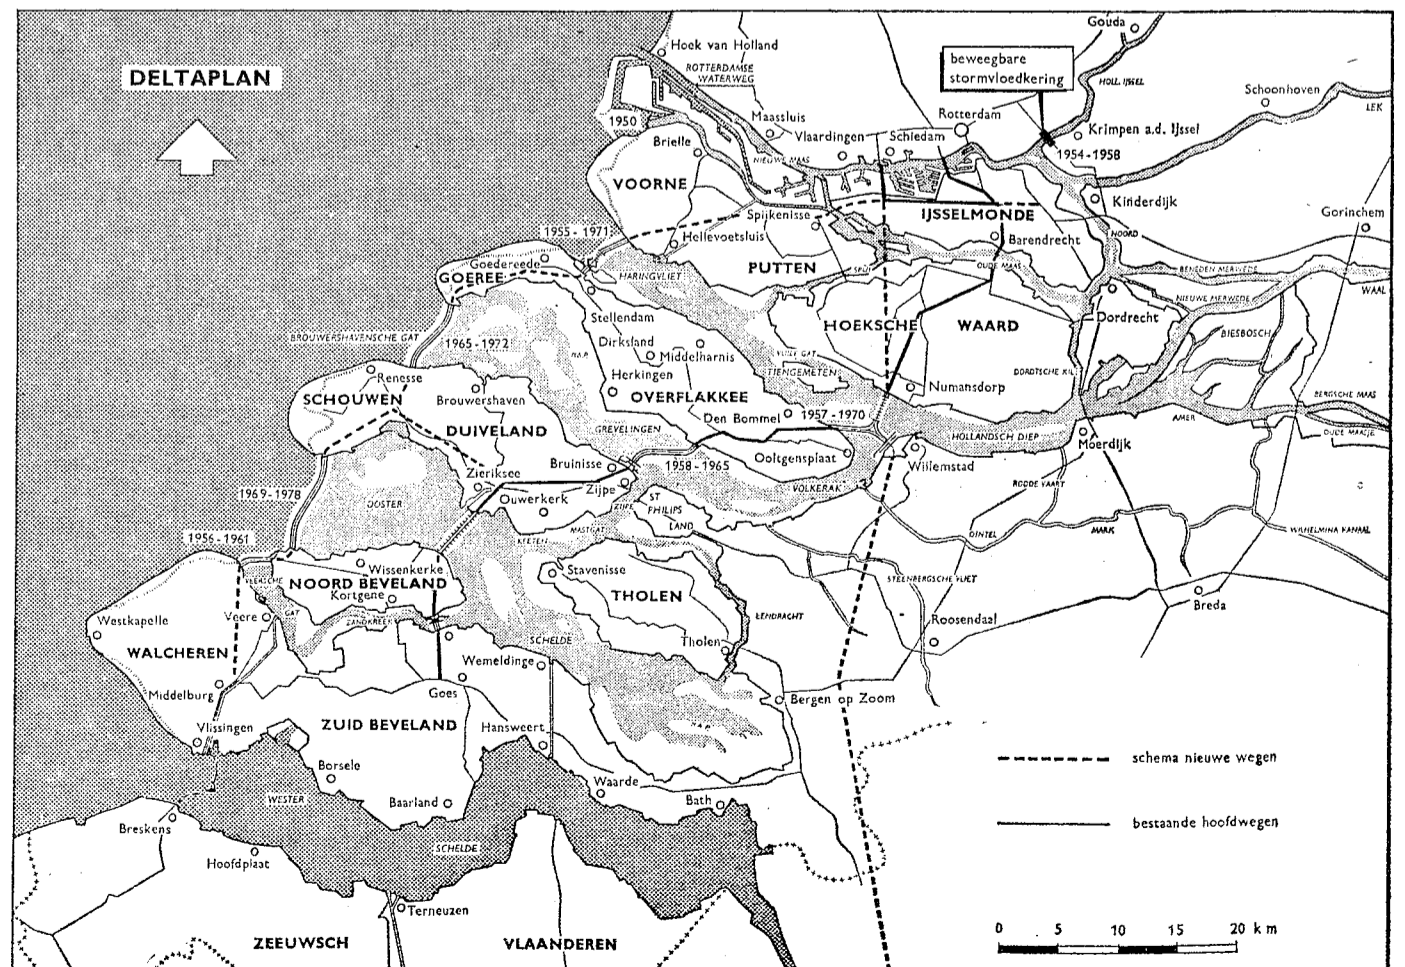 DELTAPLAN
Gouda
Hoek van Holland
ROTTERDAMSE
WATERWEG
beweegbare
stormvloedkering
HOLL. IJSSEL
Schoonhoven
LEK
1950
Maassluis
Rotterdam
Vlaardingen
Schiedam
Krimpen a.d. IJssel
1954-1958
Brielle
NIEUWE MAAS
VOORNE
Kinderdijk
IJSSELMONDE
Spijkenisse
Gorinchem
1955-1971
Hellevoetsluis
Barendrecht
NOORD
Goedereede
GOEREE
HARINGVLIET
PUTTEN
SPUI
OUDE MAAS
BENEDEN MERWEDE
WAAL
NIEUWE MERWEDE
Stellendam
HOEKSCHE
WAARD
Dordrecht
BIESBOSCH
BROUWERSHAVENSCHE GAT
1965-1972
Dirksland
Middelharnis
VUILE GAT
TIENGEMETEN
DORDTSCHE KIL
Renesse
Herkingen
Numansdorp
SCHOUWEN
Brouwershaven
OVERFLAKKEE
BERGSCHE MAAS
Den Bommel
1957-1970
AMER
DUIVELAND
GREVELINGEN
HOLLANDSCH DIEP
OUDE MAASJE
Moerdijk
Bruinisse
1958-1965
Ooltgensplaat
Willemstad
Zieriksee
Zijpe
VOLKERAK
RODDE VAART
1969-1978
OOSTER
Ouwerkerk
ZIJPE
ST
PHILIPS
LAND
1956-1961
MASTGAT
KEETEN
DINTEL
MARK
WILHELMINA KANAAL
Wissenkerke
VEERSCHE
GAT
NOORD BEVELAND
Stavenisse
STEENBERGSCHE VLIET
Kortgene
THOLEN
Breda
Westkapelle
Veere
ZANDKREEK
EENDRACHT
Roosendaal
WALCHEREN
SCHELDE
Tholen
Wemeldinge
Middelburg
Goes
Bergen op Zoom
Vlissingen
ZUID BEVELAND
Hansweert
Borsele
schema nieuwe wegen
Waarde
WESTER
Baarland
Bath
bestaande hoofdwegen
Breskens
Hoofdplaat
SCHELDE
Terneuzen
ZEEUWSCH
VLAANDEREN
0 5 10 15 20 km